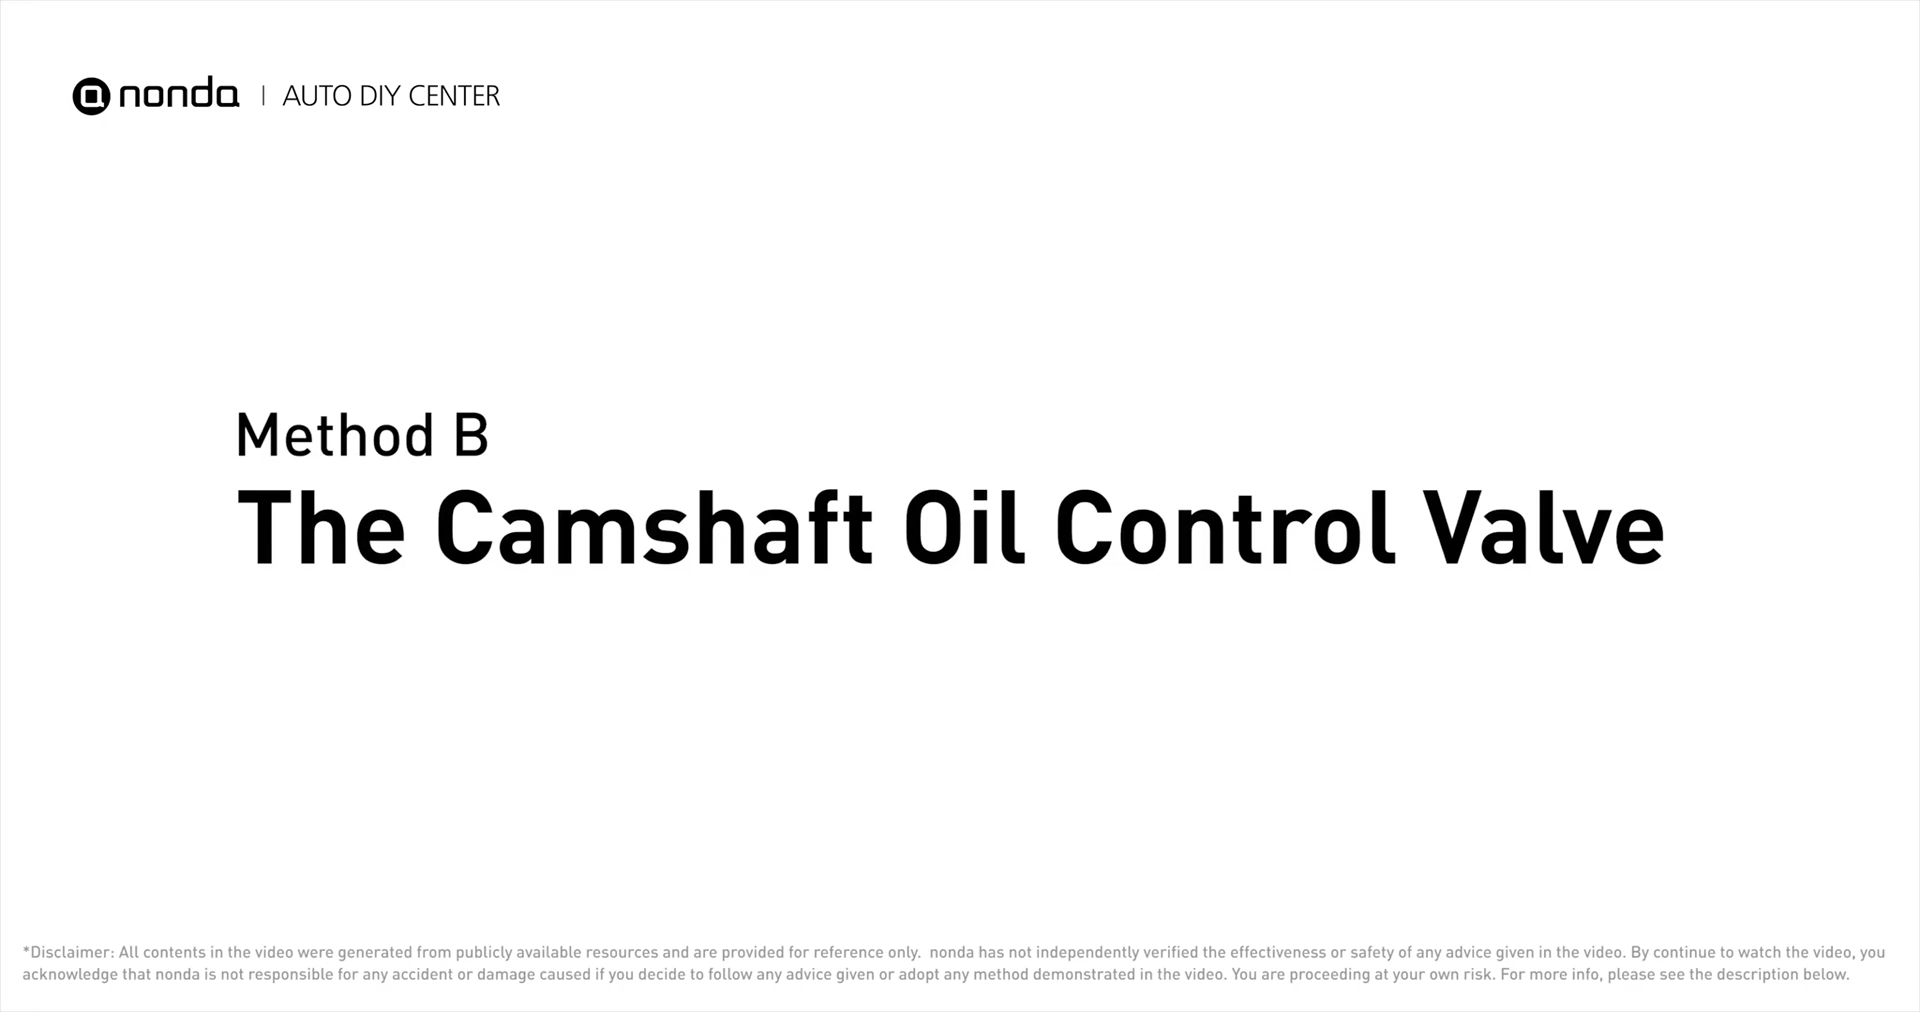 nonda | AUTO DIY CENTER
Method B
The Camshaft Oil Control Valve
*Disclaimer: All contents in the video were generated from publicly available resources and are provided for reference only. nonda has not independently verified the effectiveness or safety of any advice given in the video. By continue to watch the video, you
acknowledge that nonda is not responsible for any accident or damage caused if you decide to follow any advice given or adopt any method demonstrated in the video. You are proceeding at your own risk. For more info, please see the description below.